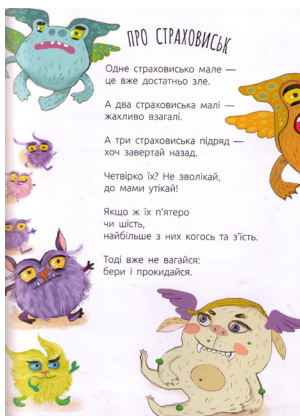 ПРО СТРАХОВИСЬК
Одне страховисько мале —
це вже достатньо зле.
А два страховиська малі —
жахливо взагалі.
А три страховиська підряд —
хоч завертай назад.
Четвірко їх? Не зволікай,
до мами утікай!
Якщо ж їх п'ятеро
чи шість,
найбільше з них когось та з'їсть.
Тоді вже не вагайся:
бери і прокидайся.